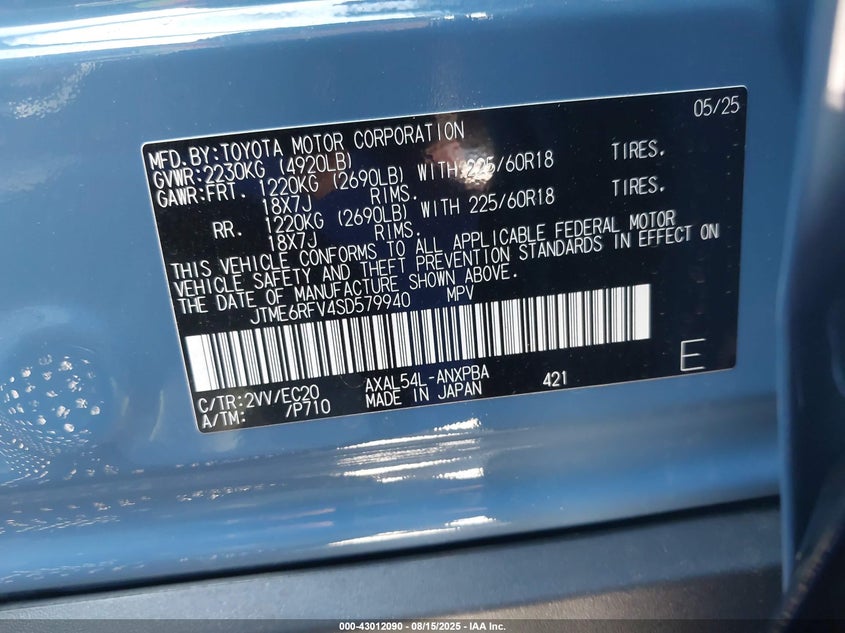 05/25
MFD.BY:TOYOTA MOTOR CORPORATION
GVWR:2230KG (4920LB)
GAWR:FRT. 1220KG (2690LB) WITH 225/60R18 TIRES.
18X7J RIMS.
RR. 1220KG (2690LB) WITH 225/60R18 TIRES.
18X7J RIMS.
THIS VEHICLE CONFORMS TO ALL APPLICABLE FEDERAL MOTOR
VEHICLE SAFETY AND THEFT PREVENTION STANDARDS IN EFFECT ON
THE DATE OF MANUFACTURE SHOWN ABOVE.
JTME6RFV4SD579940 MPV
C/TR:2VV/EC20 AXAL54L-ANXPBA 421 E
A/TM: /P710 MADE IN JAPAN
000-43012090 - 08/15/2025 - IAA Inc.